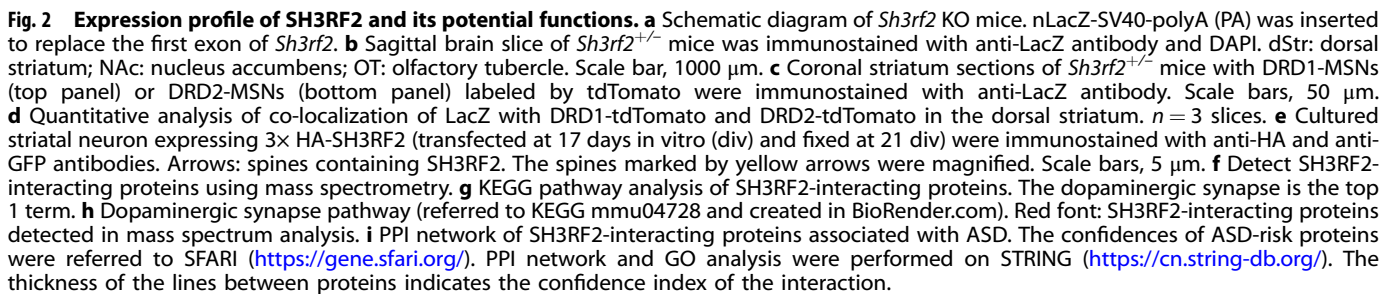 Fig. 2 Expression profile of SH3RF2 and its potential functions. a Schematic diagram of Sh3rf2 KO mice. nLacZ-SV40-polyA (PA) was inserted
to replace the first exon of Sh3rf2. b Sagittal brain slice of Sh3rf2+/− mice was immunostained with anti-LacZ antibody and DAPI. dStr: dorsal
striatum; NAc: nucleus accumbens; OT: olfactory tubercle. Scale bar, 1000 μm. c Coronal striatum sections of Sh3rf2+/− mice with DRD1-MSNs
(top panel) or DRD2-MSNs (bottom panel) labeled by tdTomato were immunostained with anti-LacZ antibody. Scale bars, 50 μm.
d Quantitative analysis of co-localization of LacZ with DRD1-tdTomato and DRD2-tdTomato in the dorsal striatum. n = 3 slices. e Cultured
striatal neuron expressing 3× HA-SH3RF2 (transfected at 17 days in vitro (div) and fixed at 21 div) were immunostained with anti-HA and anti-
GFP antibodies. Arrows: spines containing SH3RF2. The spines marked by yellow arrows were magnified. Scale bars, 5 μm. f Detect SH3RF2-
interacting proteins using mass spectrometry. g KEGG pathway analysis of SH3RF2-interacting proteins. The dopaminergic synapse is the top
1 term. h Dopaminergic synapse pathway (referred to KEGG mmu04728 and created in BioRender.com). Red font: SH3RF2-interacting proteins
detected in mass spectrum analysis. i PPI network of SH3RF2-interacting proteins associated with ASD. The confidences of ASD-risk proteins
were referred to SFARI (https://gene.sfari.org/). PPI network and GO analysis were performed on STRING (https://cn.string-db.org/). The
thickness of the lines between proteins indicates the confidence index of the interaction.